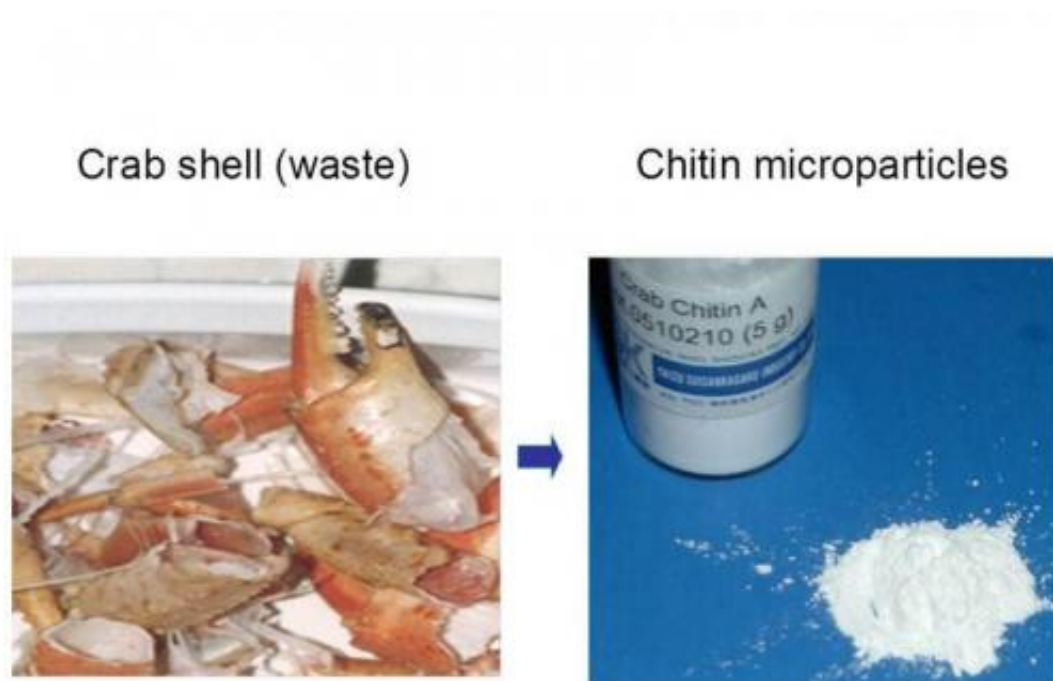 Crab shell (waste)
Chitin microparticles
Crab Chitin A
0510210 (5 g)